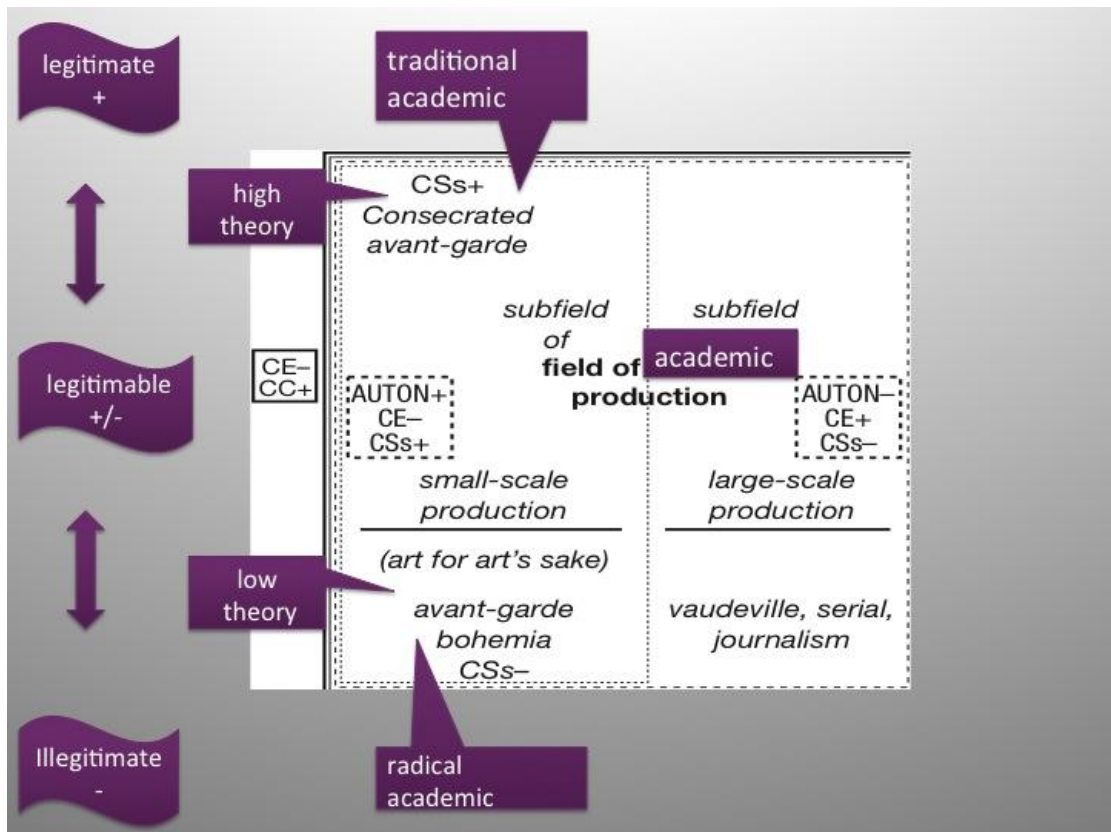 legitimate
+
traditional
academic
high
theory
CSs+
Consecrated
avant-garde
subfield
of
field of
production
subfield
academic
legitimable
+/-
CE–
CC+
AUTON+
CE–
CSs+
AUTON–
CE+
CSs–
small-scale
production
large-scale
production
(art for art's sake)
low
theory
avant-garde
bohemia
CSs–
vaudeville, serial,
journalism
Illegitimate
-
radical
academic